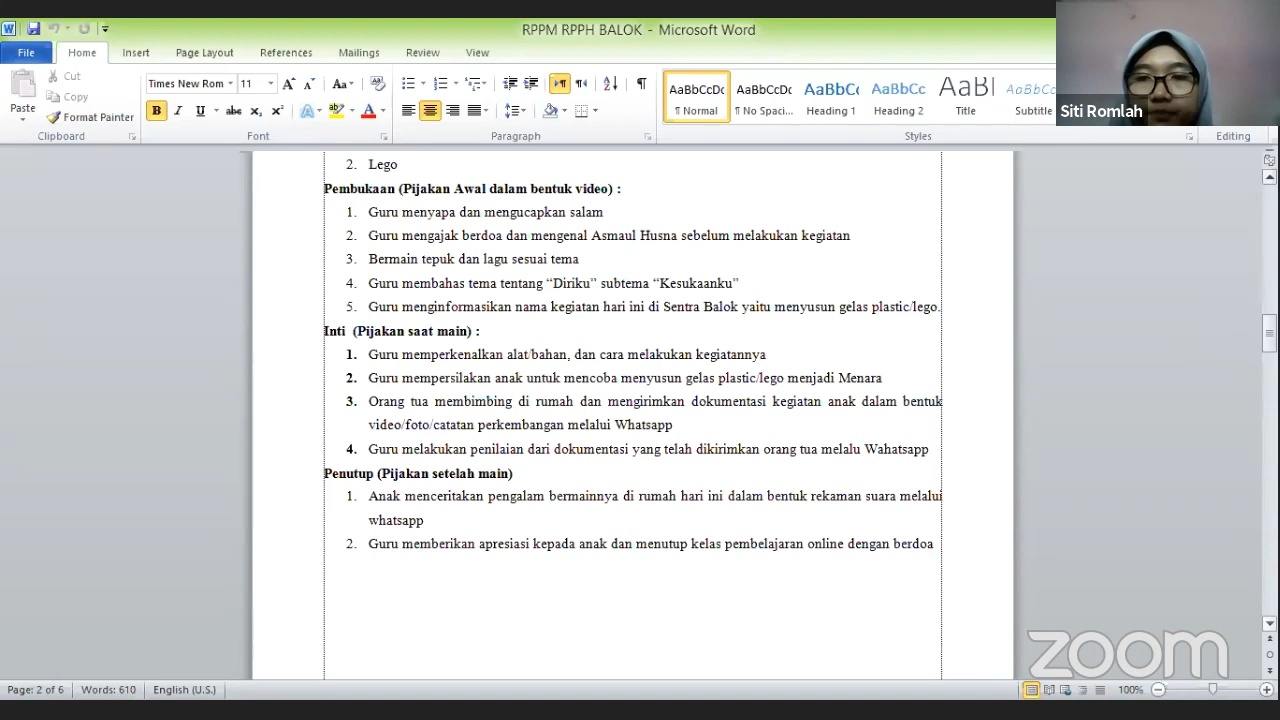 RPPM RPPH BALOK - Microsoft Word
File Home Insert Page Layout References Mailings Review View
Cut
Copy
Paste
Format Painter
Times New Rom 11
AaBbCcDc AaBbCcDc AaBbCc AaBbCc AaBl AaBbCc
¶ Normal ¶ No Spaci... Heading 1 Heading 2 Title Subtitle
Clipboard Font Paragraph Styles Editing
Siti Romlah
2. Lego
Pembukaan (Pijakan Awal dalam bentuk video) :
1. Guru menyapa dan mengucapkan salam
2. Guru mengajak berdoa dan mengenal Asmaul Husna sebelum melakukan kegiatan
3. Bermain tepuk dan lagu sesuai tema
4. Guru membahas tema tentang “Diriku” subtema “Kesukaanku”
5. Guru menginformasikan nama kegiatan hari ini di Sentra Balok yaitu menyusun gelas plastic/lego.
Inti (Pijakan saat main) :
1. Guru memperkenalkan alat/bahan, dan cara melakukan kegiatannya
2. Guru mempersilakan anak untuk mencoba menyusun gelas plastic/lego menjadi Menara
3. Orang tua membimbing di rumah dan mengirimkan dokumentasi kegiatan anak dalam bentuk
video/foto/catatan perkembangan melalui Whatsapp
4. Guru melakukan penilaian dari dokumentasi yang telah dikirimkan orang tua melalu Wahatsapp
Penutup (Pijakan setelah main)
1. Anak menceritakan pengalam bermainnya di rumah hari ini dalam bentuk rekaman suara melalui
whatsapp
2. Guru memberikan apresiasi kepada anak dan menutup kelas pembelajaran online dengan berdoa
zoom
Page: 2 of 6 Words: 610 English (U.S.) 100%